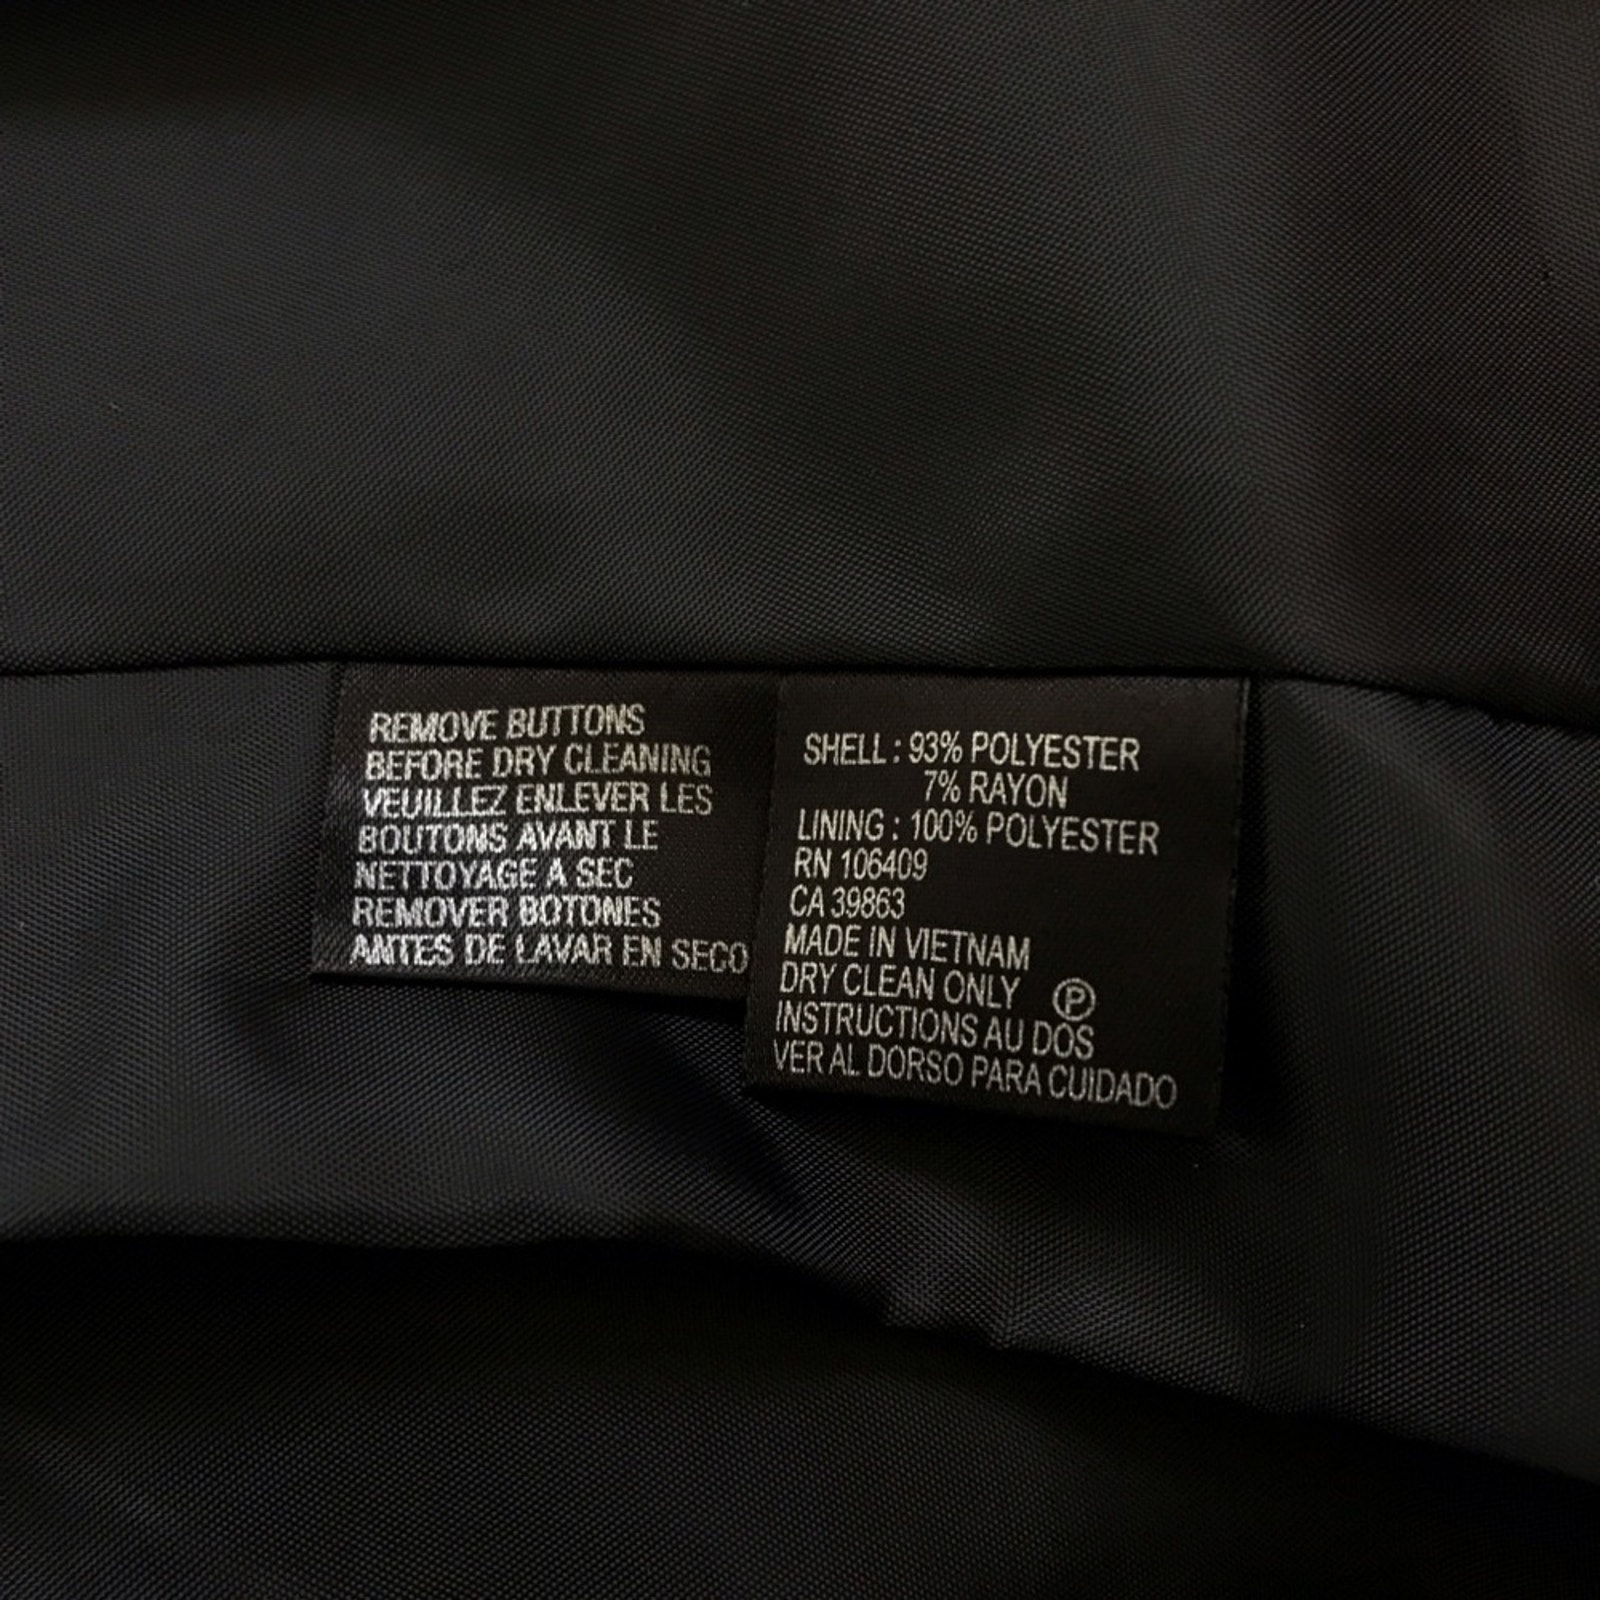 REMOVE BUTTONS
BEFORE DRY CLEANING
VEUILLEZ ENLEVER LES
BOUTONS AVANT LE
NETTOYAGE A SEC
REMOVER BOTONES
ANTES DE LAVAR EN SECO
SHELL : 93% POLYESTER
7% RAYON
LINING : 100% POLYESTER
RN 106409
CA 39863
MADE IN VIETNAM
DRY CLEAN ONLY Ⓟ
INSTRUCTIONS AU DOS
VER AL DORSO PARA CUIDADO